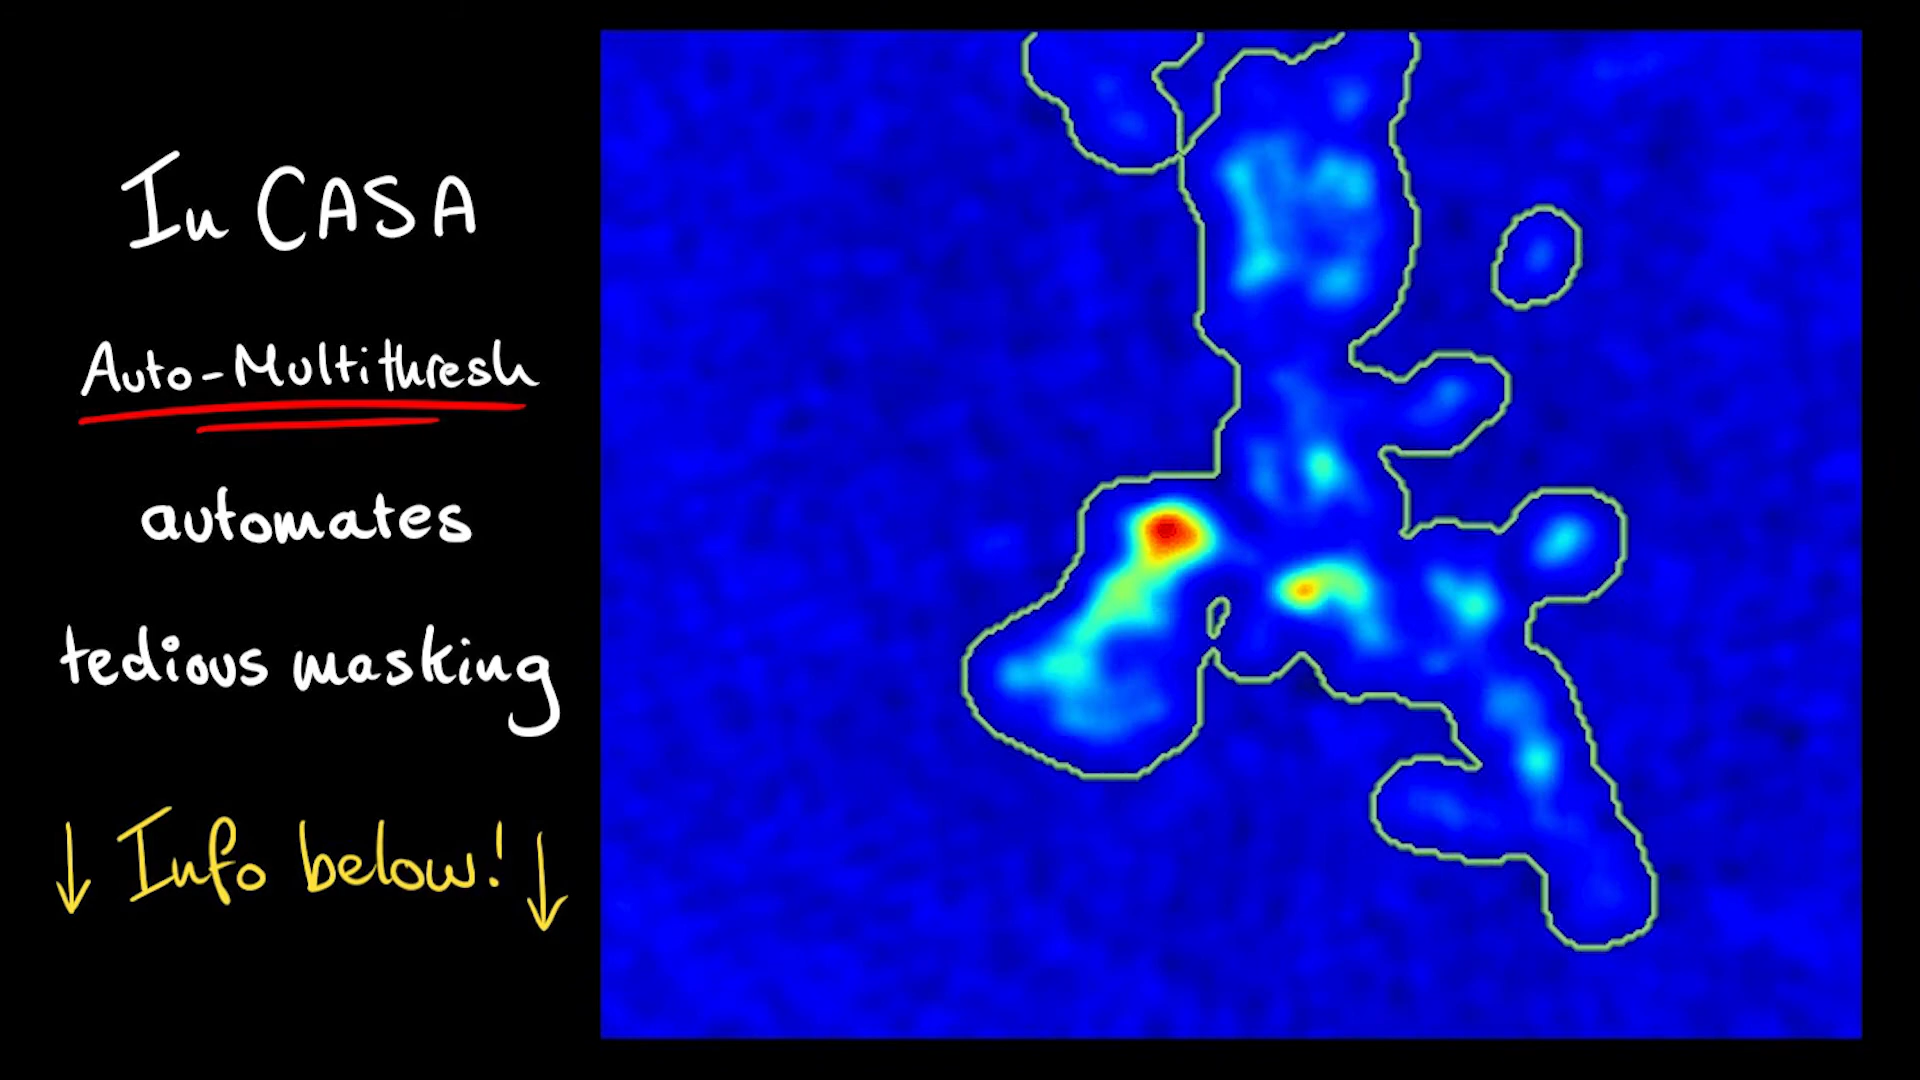 In CASA
Auto-Multithresh
automates
tedious masking
↓ Info below! ↓